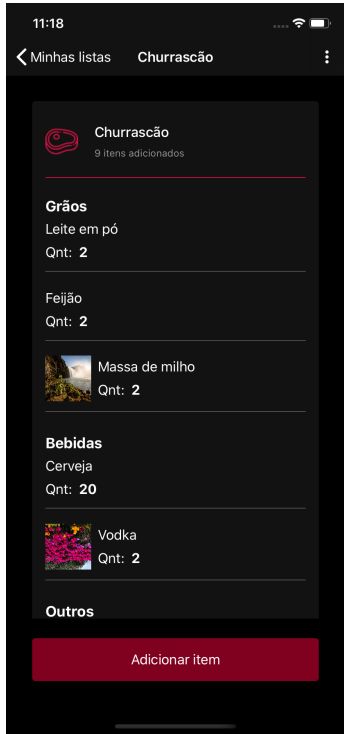 11:18
Minhas listas Churrascão
Churrascão
9 itens adicionados
Grãos
Leite em pó
Qnt: 2
Feijão
Qnt: 2
Massa de milho
Qnt: 2
Bebidas
Cerveja
Qnt: 20
Vodka
Qnt: 2
Outros
Adicionar item